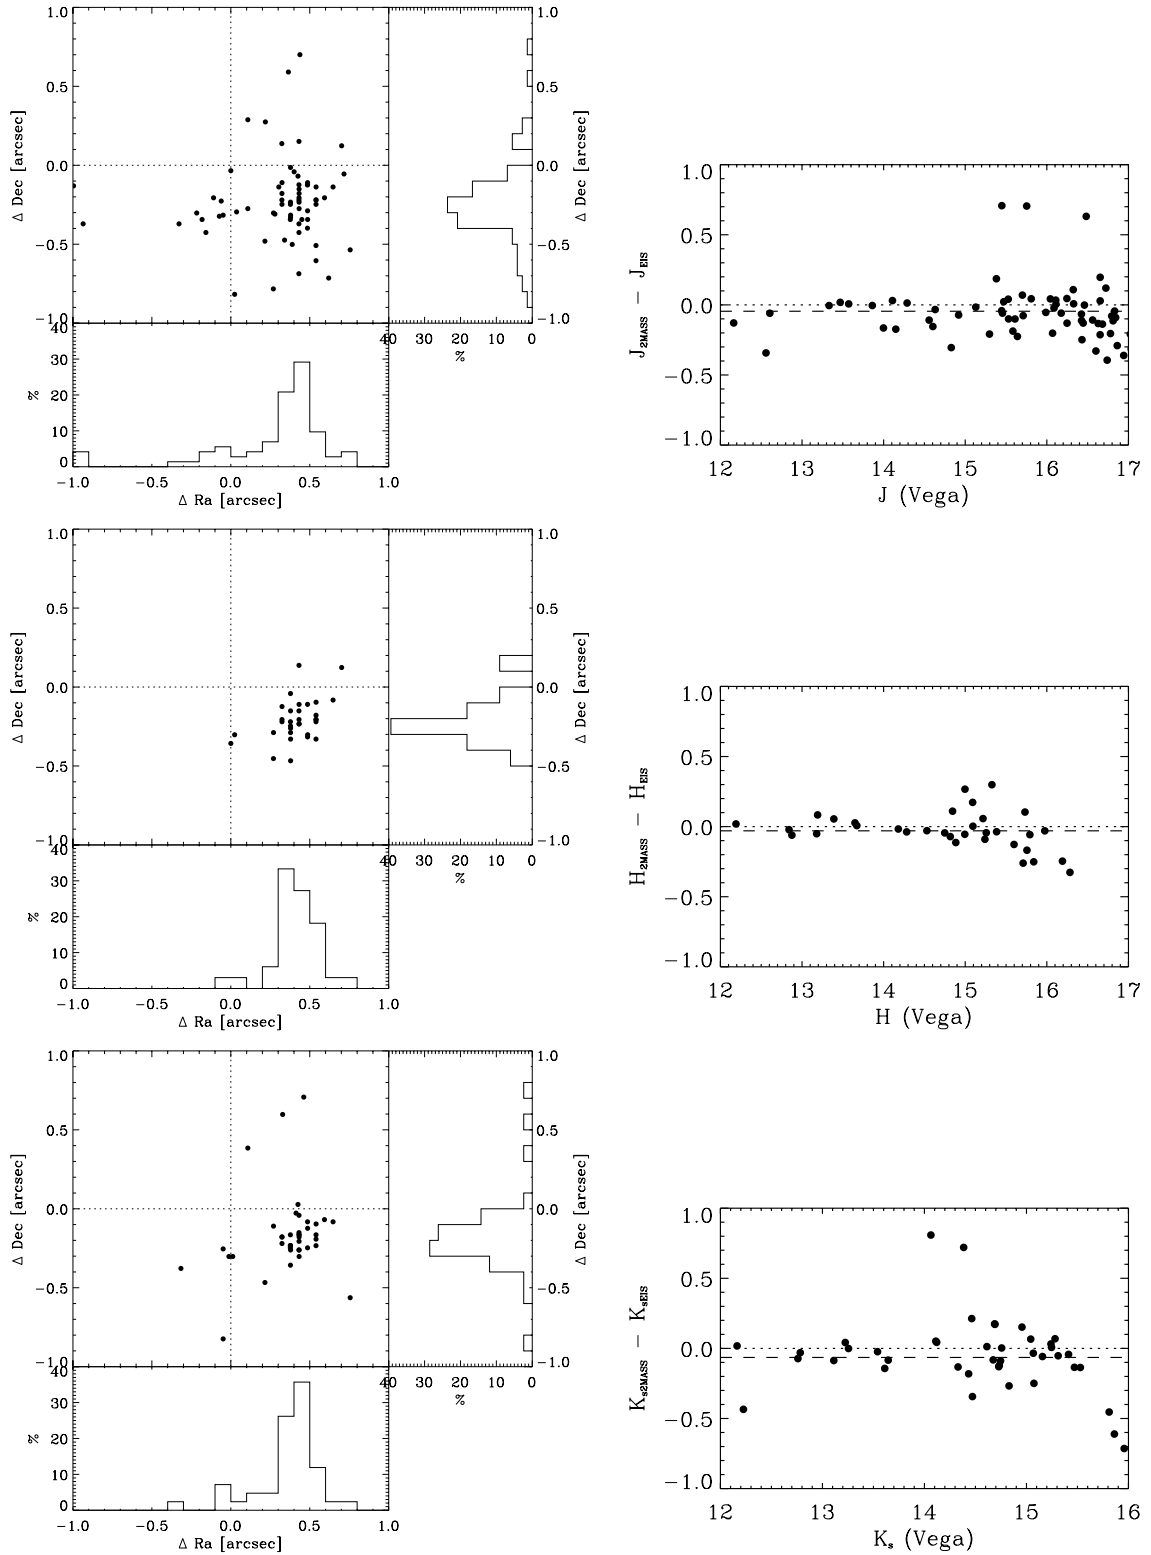 1.0
0.5
0.0
−0.5
−1.0
Δ Dec [arcsec]
1.0
0.5
0.0
−0.5
−1.0
Δ Dec [arcsec]
40 30 20 10 0
%
40
30
20
10
0
%
−1.0 −0.5 0.0 0.5 1.0
Δ Ra [arcsec]
1.0
0.5
0.0
−0.5
−1.0
J2MASS − JEIS
12 13 14 15 16 17
J (Vega)
1.0
0.5
0.0
−0.5
−1.0
Δ Dec [arcsec]
1.0
0.5
0.0
−0.5
−1.0
Δ Dec [arcsec]
40 30 20 10 0
%
40
30
20
10
0
%
−1.0 −0.5 0.0 0.5 1.0
Δ Ra [arcsec]
1.0
0.5
0.0
−0.5
−1.0
H2MASS − HEIS
12 13 14 15 16 17
H (Vega)
1.0
0.5
0.0
−0.5
−1.0
Δ Dec [arcsec]
1.0
0.5
0.0
−0.5
−1.0
Δ Dec [arcsec]
40 30 20 10 0
%
40
30
20
10
0
%
−1.0 −0.5 0.0 0.5 1.0
Δ Ra [arcsec]
1.0
0.5
0.0
−0.5
−1.0
Ks2MASS − KsEIS
12 13 14 15 16
Ks (Vega)